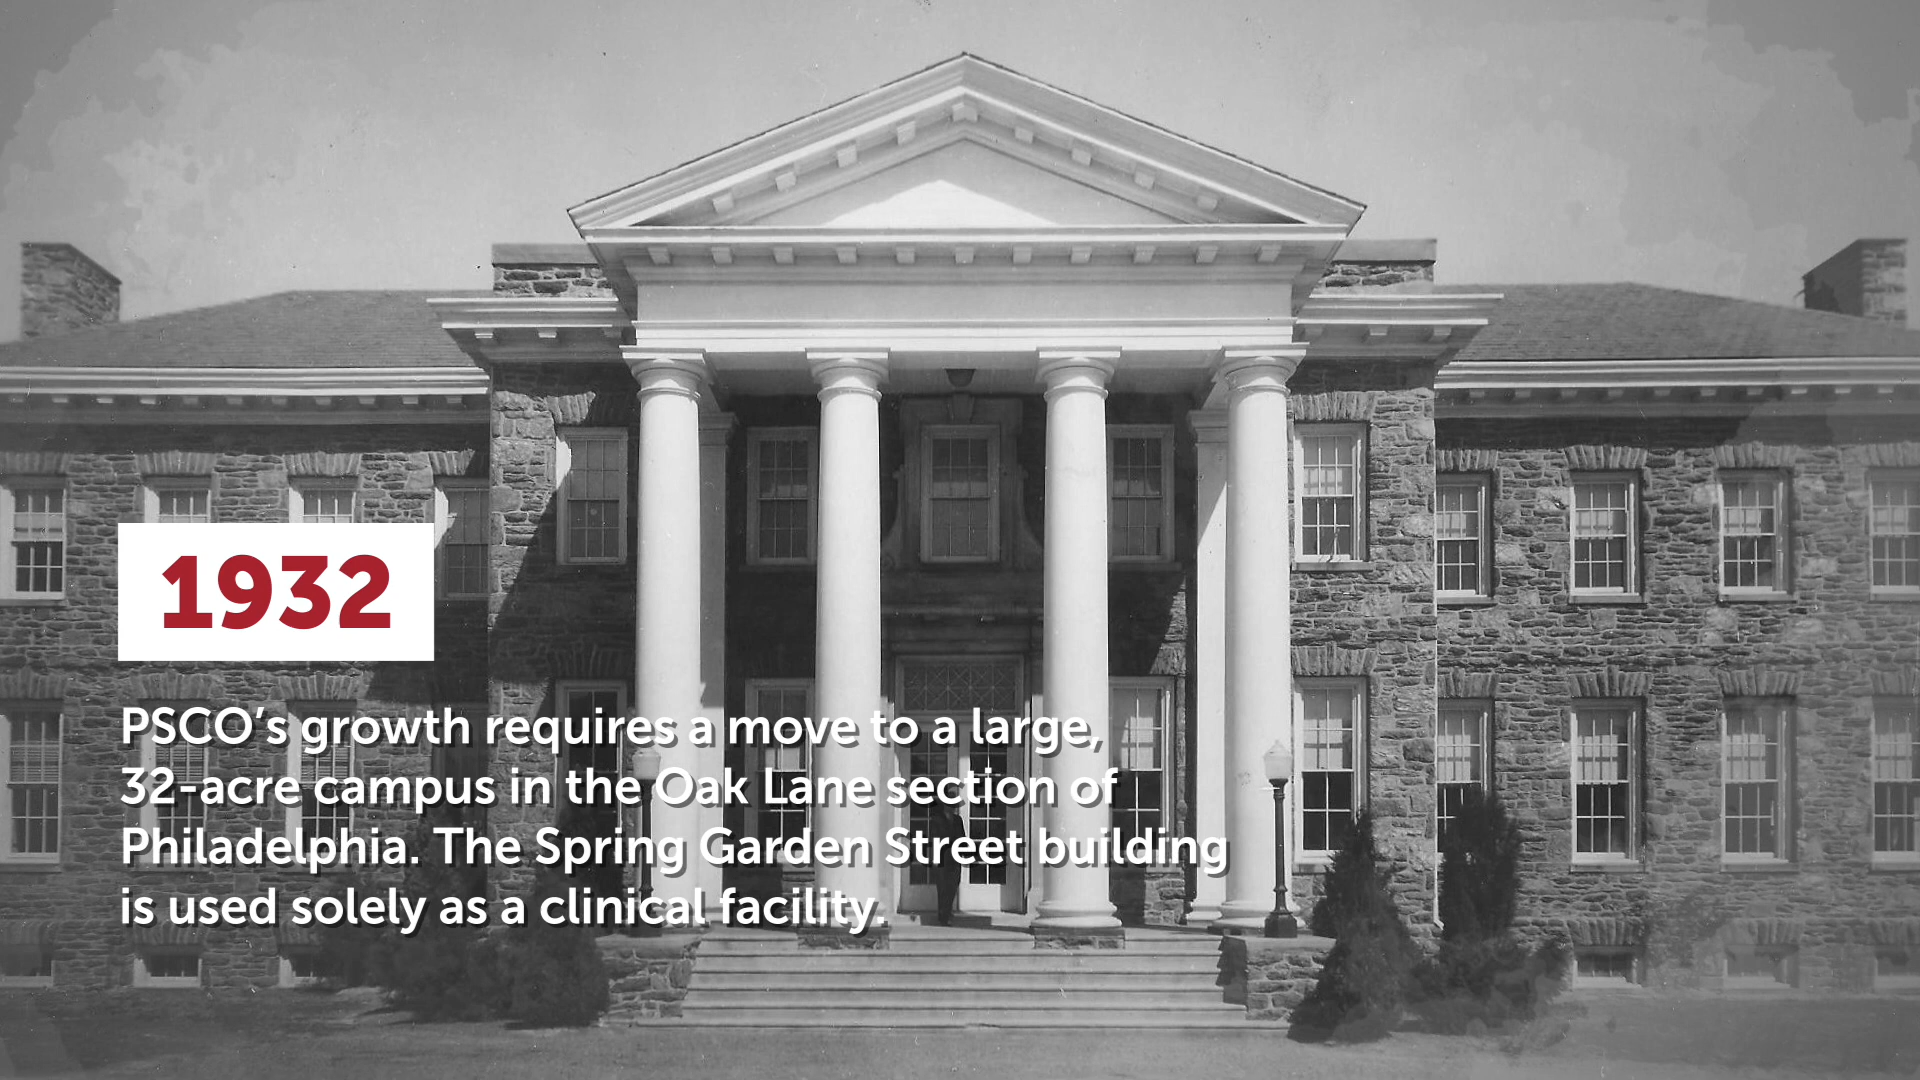 1932
PSCO’s growth requires a move to a large,
32-acre campus in the Oak Lane section of
Philadelphia. The Spring Garden Street building
is used solely as a clinical facility.